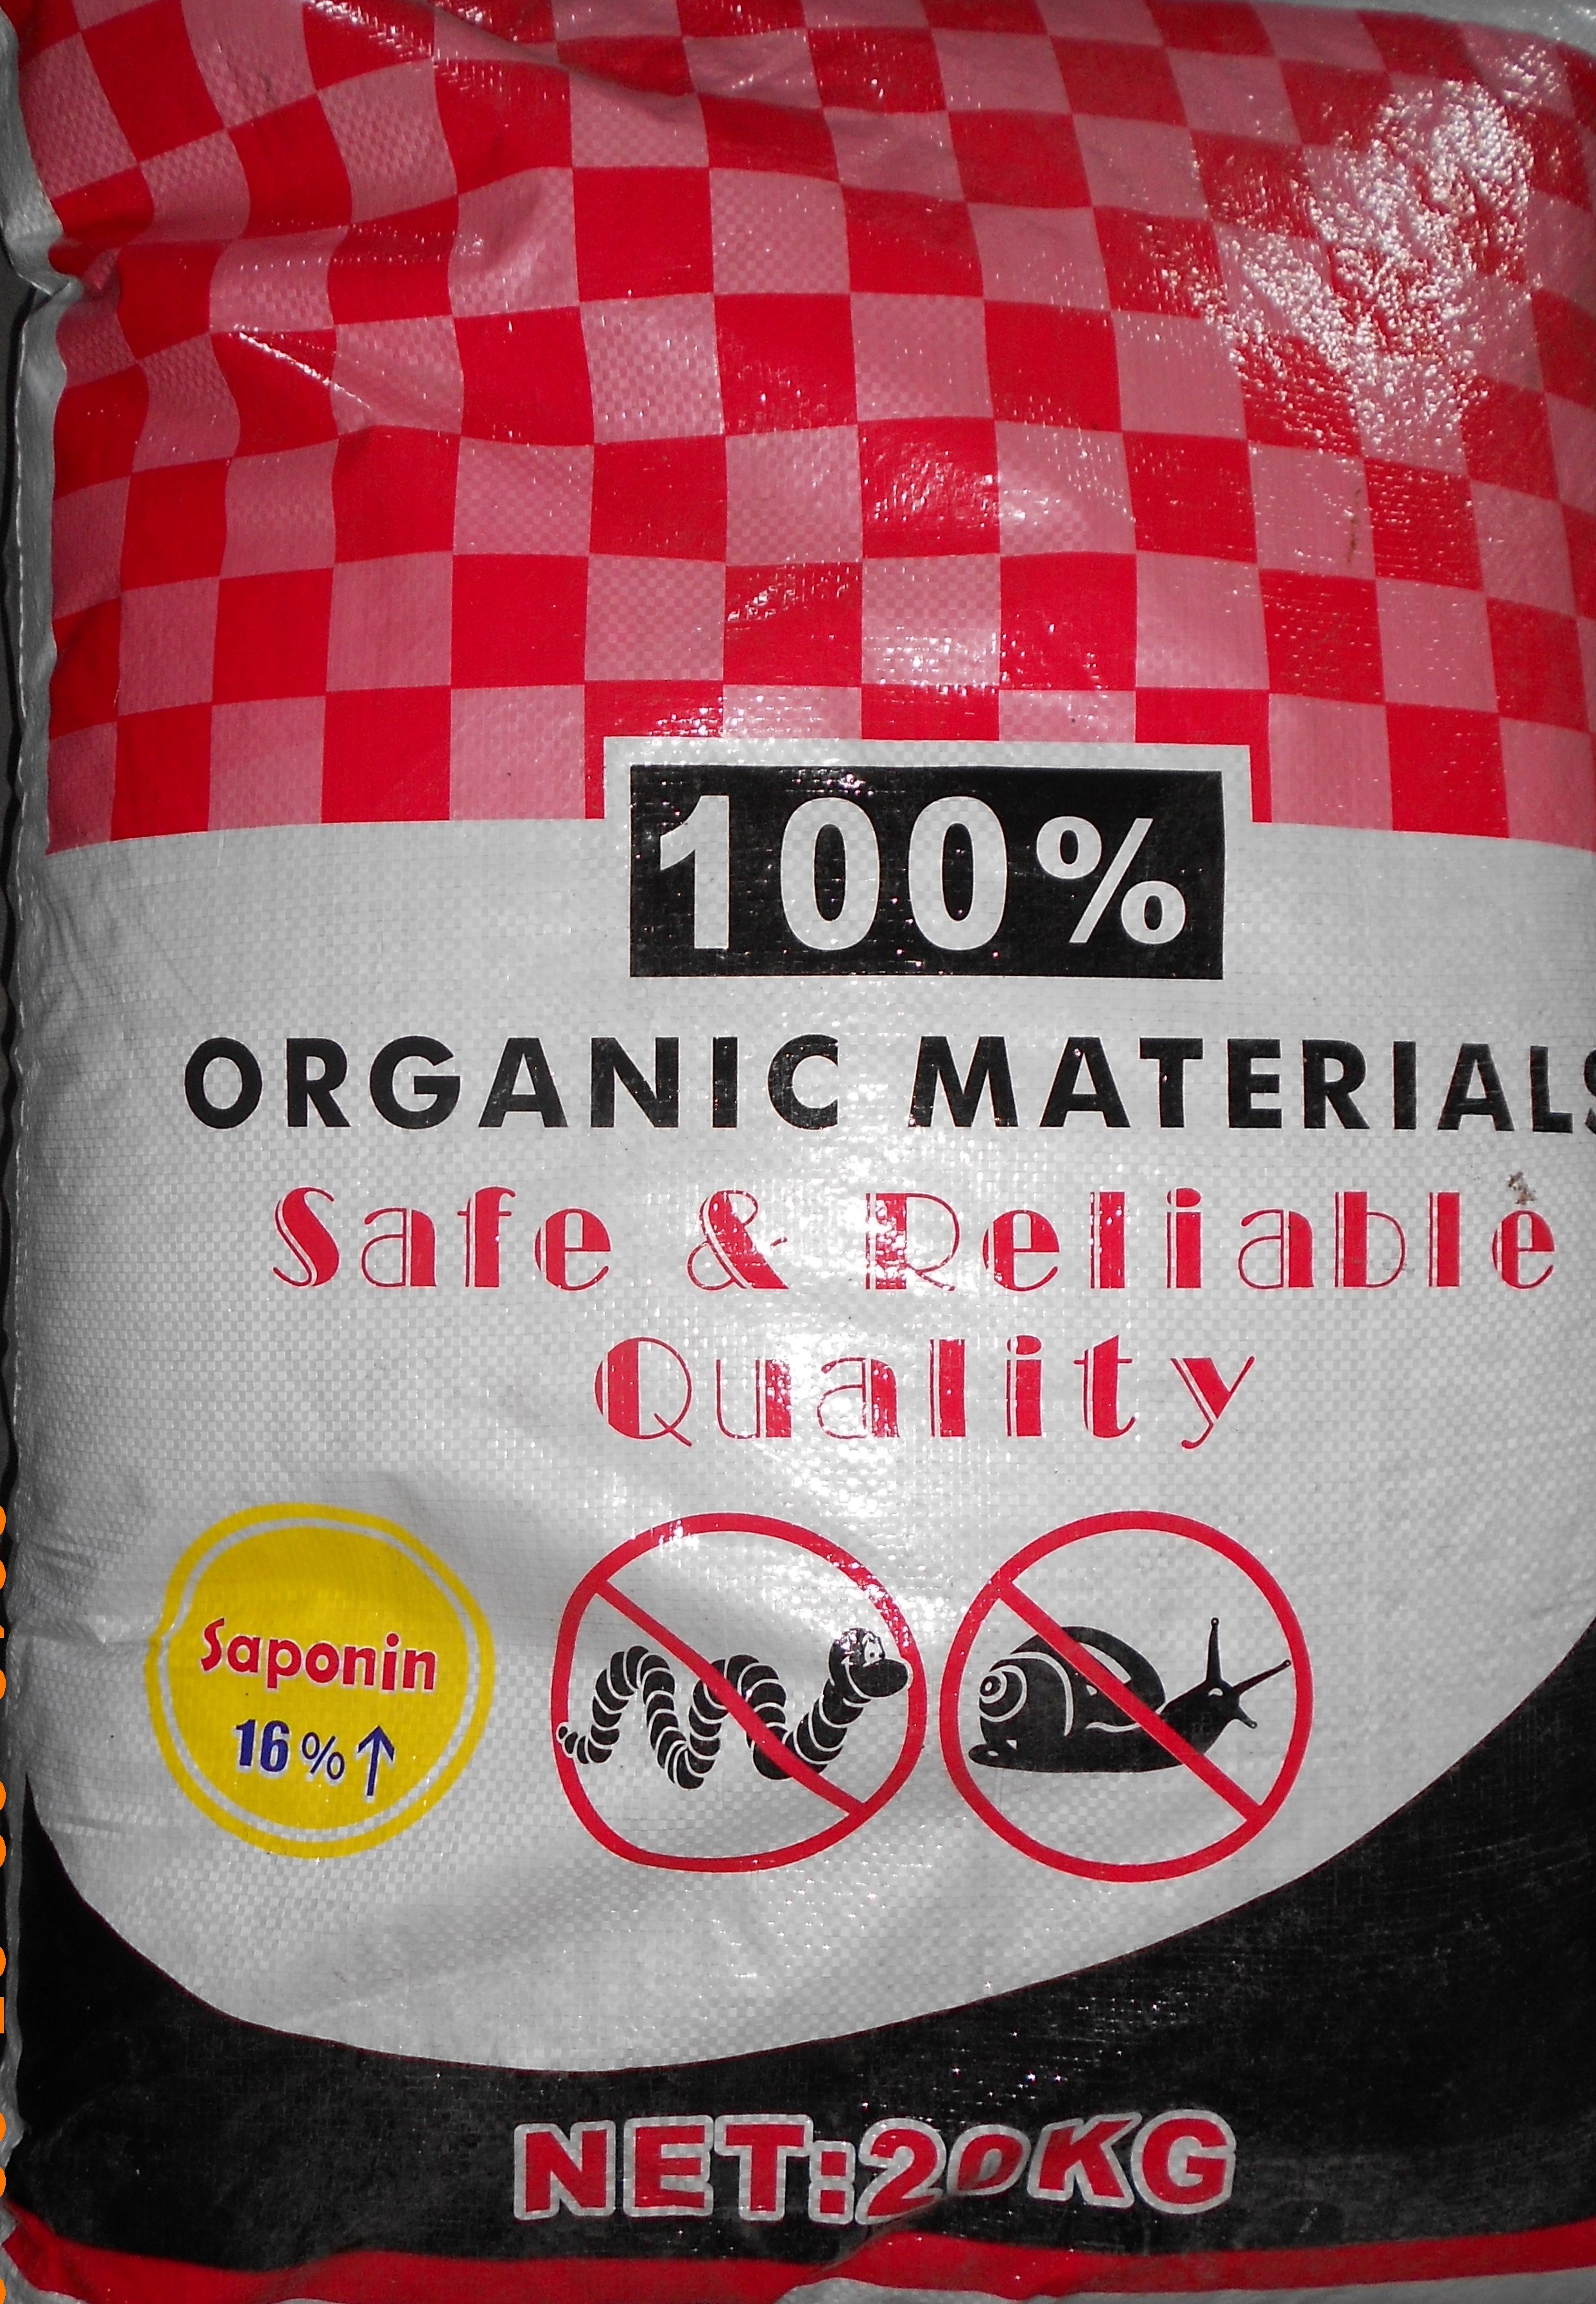 100%
ORGANIC MATERIALS
Safe & Reliable
Quality
Saponin
16%↑
NET:20KG